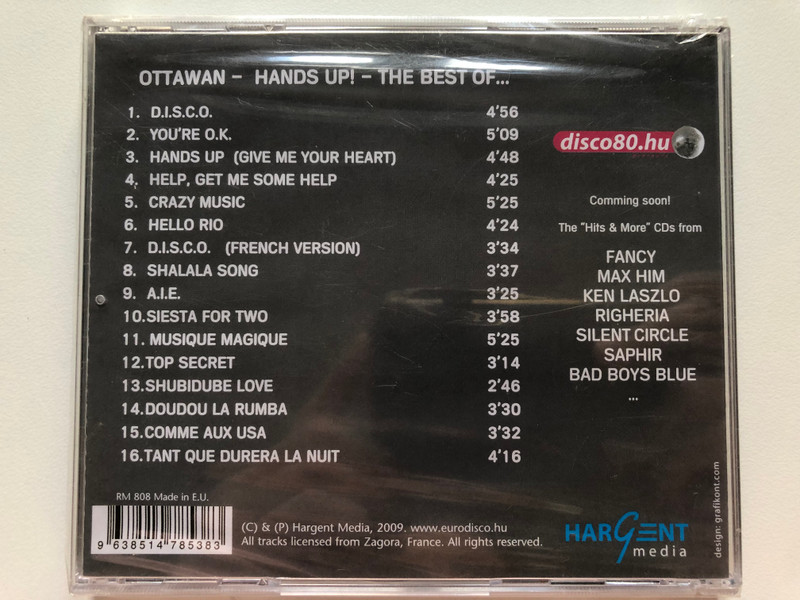 OTTAWAN - HANDS UP! - THE BEST OF...
1. D.I.S.C.O. 4'56
2. YOU'RE O.K. 5'09
3. HANDS UP (GIVE ME YOUR HEART) 4'48
4. HELP, GET ME SOME HELP 4'25
5. CRAZY MUSIC 5'25
6. HELLO RIO 4'24
7. D.I.S.C.O. (FRENCH VERSION) 3'34
8. SHALALA SONG 3'37
9. A.I.E. 3'25
10.SIESTA FOR TWO 3'58
11. MUSIQUE MAGIQUE 5'25
12.TOP SECRET 3'14
13.SHUBIDUBE LOVE 2'46
14.DOUDOU LA RUMBA 3'30
15.COMME AUX USA 3'32
16.TANT QUE DURERA LA NUIT 4'16
disco80.hu
Comming soon!
The "Hits & More" CDs from
FANCY
MAX HIM
KEN LASZLO
RIGHERIA
SILENT CIRCLE
SAPHIR
BAD BOYS BLUE
...
RM 808 Made in E.U.
9 638514 785383
(C) & (P) Hargent Media, 2009. www.eurodisco.hu
All tracks licensed from Zagora, France. All rights reserved.
HARGENT
media
design: grafikont.com